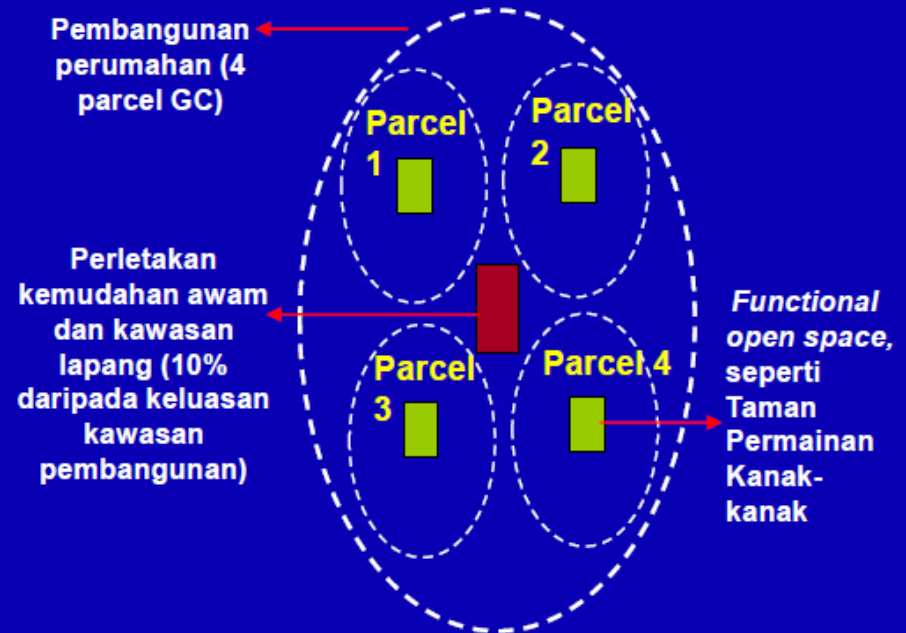 Pembangunan
perumahan (4
parcel GC)
Parcel
1
Parcel
2
Perletakan
kemudahan awam
dan kawasan
lapang (10%
daripada keluasan
kawasan
pembangunan)
Parcel
3
Parcel 4
Functional
open space,
seperti
Taman
Permainan
Kanak-
kanak